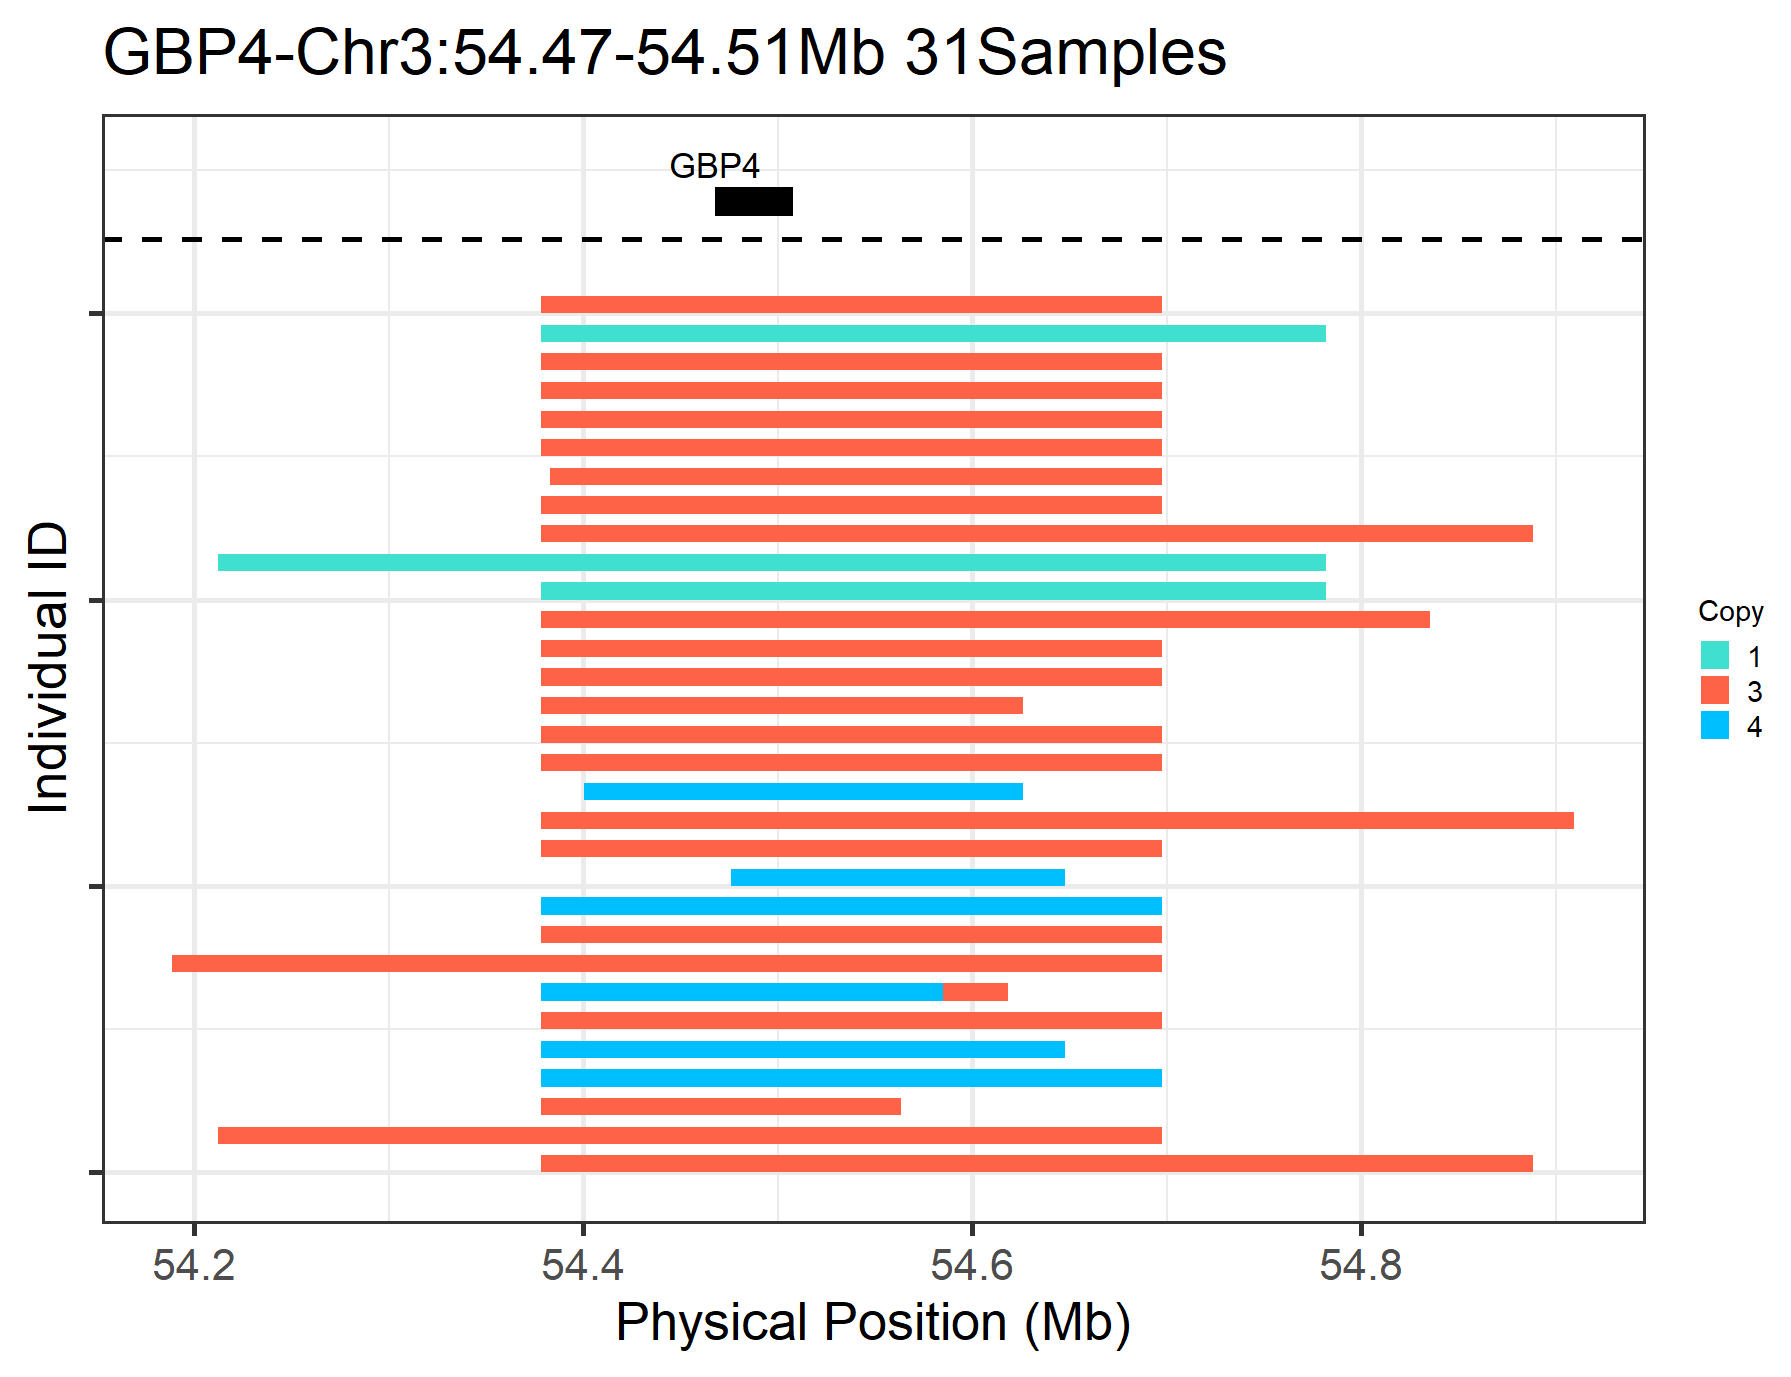 GBP4-Chr3:54.47-54.51Mb 31Samples
GBP4
Individual ID
Copy
1
3
4
54.2 54.4 54.6 54.8
Physical Position (Mb)